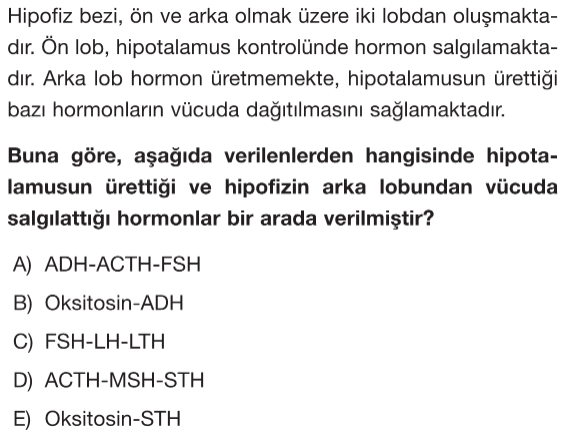 Hipofiz bezi, ön ve arka olmak üzere iki lobdan oluşmakta-
dır. Ön lob, hipotalamus kontrolünde hormon salgılamakta-
dır. Arka lob hormon üretmemekte, hipotalamusun ürettiği
bazı hormonların vücuda dağıtılmasını sağlamaktadır.
Buna göre, aşağıda verilenlerden hangisinde hipota-
lamusun ürettiği ve hipofizin arka lobundan vücuda
salgılattığı hormonlar bir arada verilmiştir?
A) ADH-ACTH-FSH
B) Oksitosin-ADH
C) FSH-LH-LTH
D) ACTH-MSH-STH
E) Oksitosin-STH